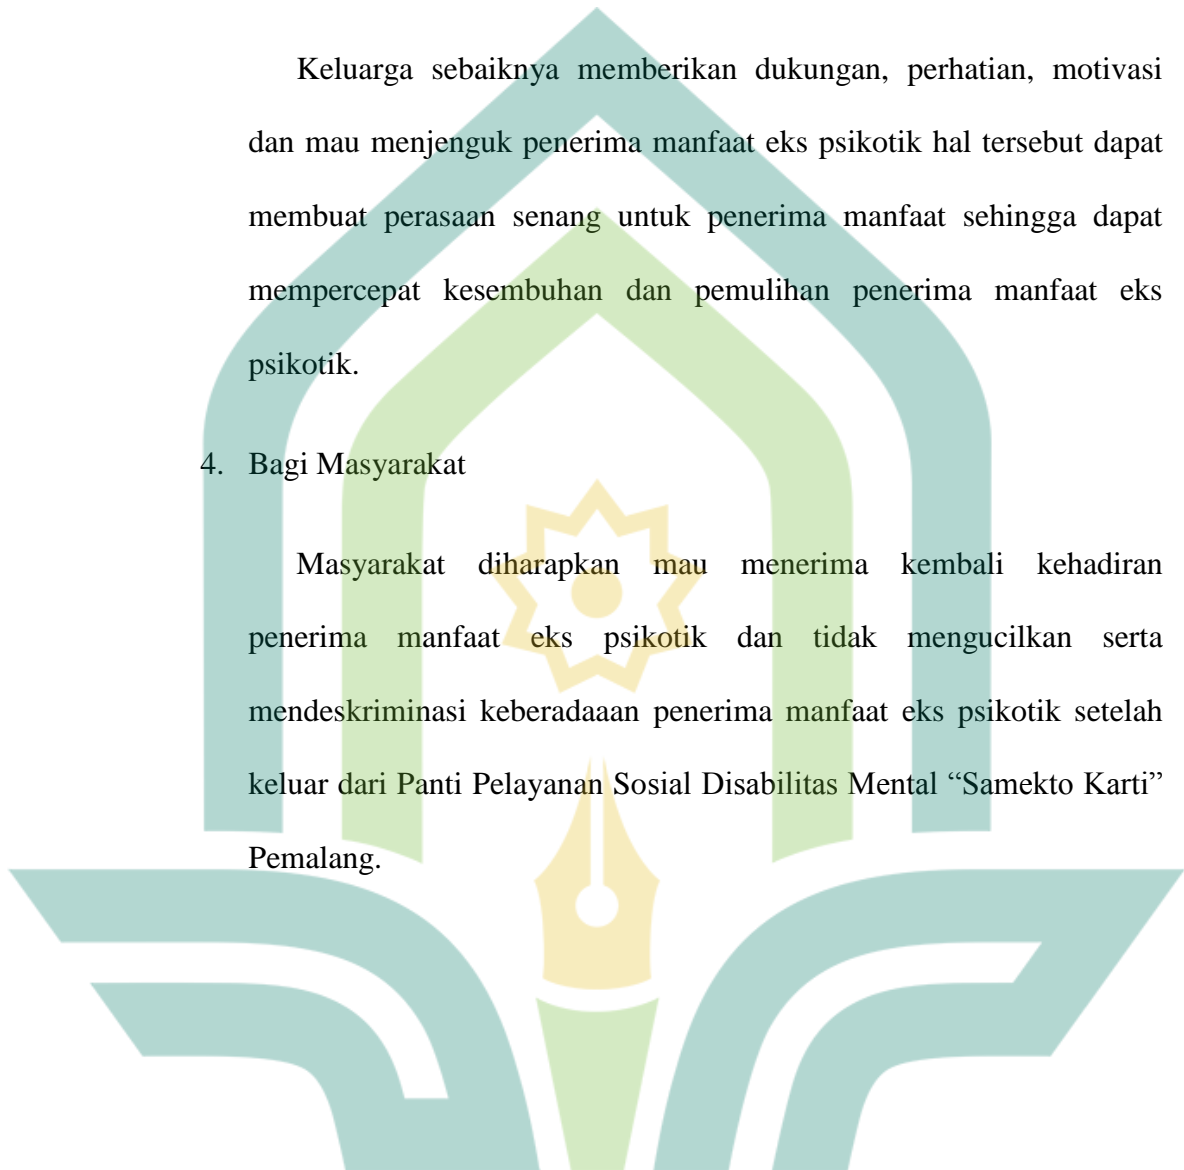 Keluarga sebaiknya memberikan dukungan, perhatian, motivasi
dan mau menjenguk penerima manfaat eks psikotik hal tersebut dapat
membuat perasaan senang untuk penerima manfaat sehingga dapat
mempercepat kesembuhan dan pemulihan penerima manfaat eks
psikotik.
4. Bagi Masyarakat
Masyarakat diharapkan mau menerima kembali kehadiran
penerima manfaat eks psikotik dan tidak mengucilkan serta
mendeskriminasi keberadaaan penerima manfaat eks psikotik setelah
keluar dari Panti Pelayanan Sosial Disabilitas Mental “Samekto Karti”
Pemalang.